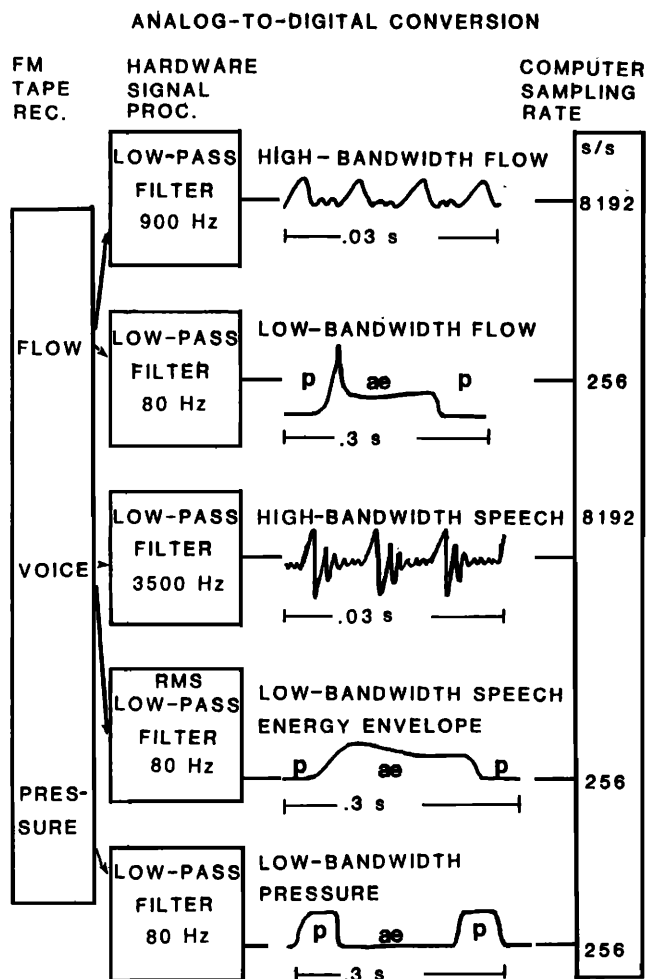 ANALOG-TO-DIGITAL CONVERSION
FM
TAPE
REC.
HARDWARE
SIGNAL
PROC.
COMPUTER
SAMPLING
RATE
s/s
LOW-PASS
FILTER
900 Hz
HIGH-BANDWIDTH FLOW
.03 s
8192
FLOW
LOW-PASS
FILTER
80 Hz
LOW-BANDWIDTH FLOW
p ae p
.3 s
256
VOICE
LOW-PASS
FILTER
3500 Hz
HIGH-BANDWIDTH SPEECH
.03 s
8192
RMS
LOW-PASS
FILTER
80 Hz
LOW-BANDWIDTH SPEECH
ENERGY ENVELOPE
p ae p
.3 s
256
PRES-
SURE
LOW-PASS
FILTER
80 Hz
LOW-BANDWIDTH
PRESSURE
p ae p
.3 s
256